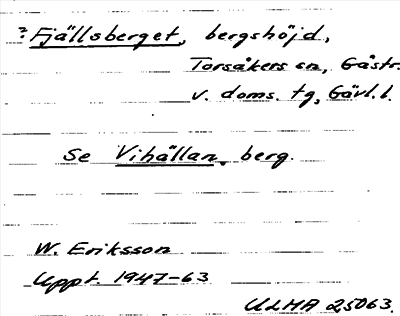 ? Fjällsberget, bergshöjd,
Torsåkers sn, Gästr.
v. doms. tg, Gävl. l.
Se Vihällan, berg.
W. Eriksson
Uppt. 1947-63
ULMA 25063.